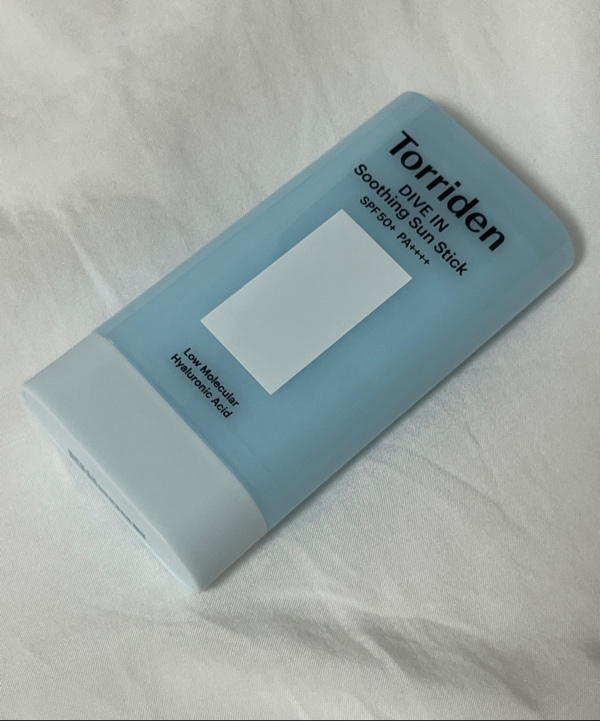 Torriden
DIVE IN
Soothing Sun Stick
SPF50+ PA++++
Low Molecular
Hyaluronic Acid